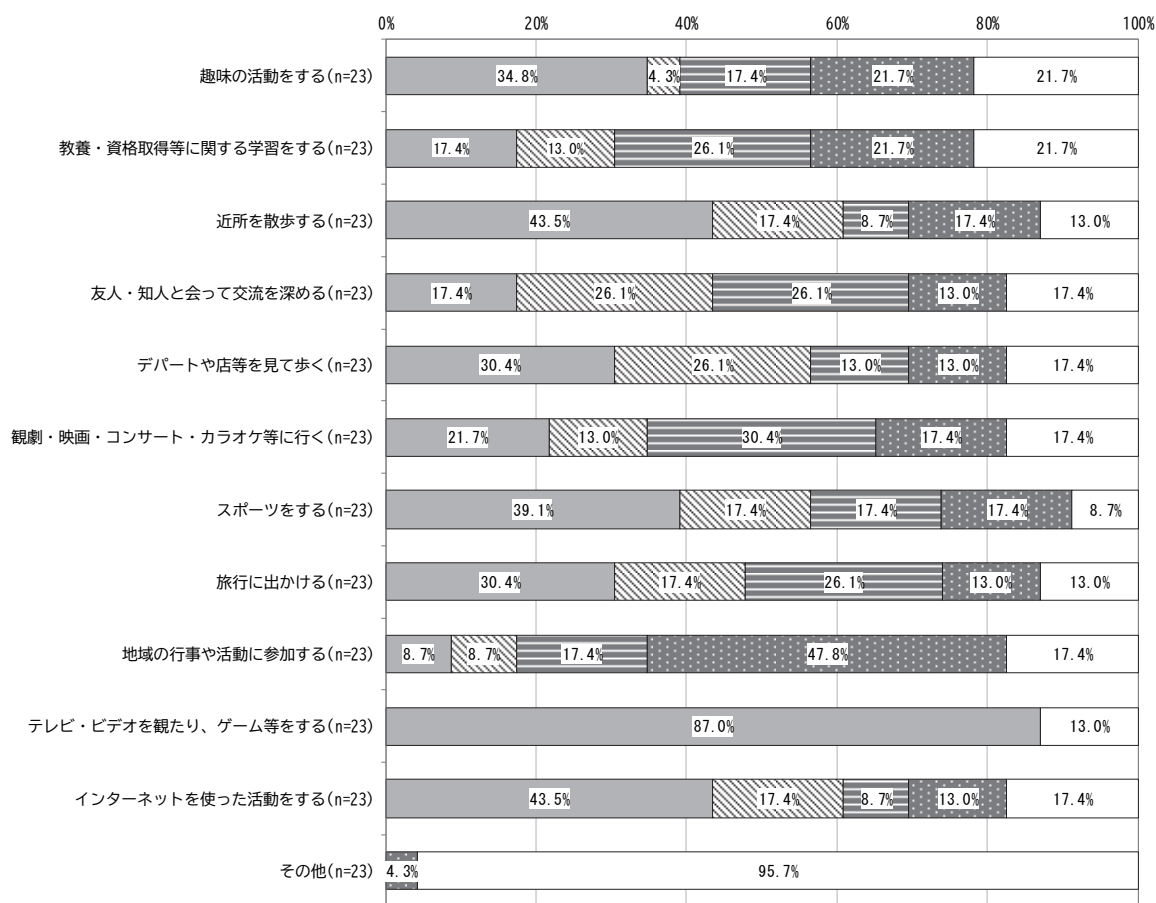 0% 20% 40% 60% 80% 100%
趣味の活動をする(n=23) 34.8% 4.3% 17.4% 21.7% 21.7%
教養・資格取得等に関する学習をする(n=23) 17.4% 13.0% 26.1% 21.7% 21.7%
近所を散歩する(n=23) 43.5% 17.4% 8.7% 17.4% 13.0%
友人・知人と会って交流を深める(n=23) 17.4% 26.1% 26.1% 13.0% 17.4%
デパートや店等を見て歩く(n=23) 30.4% 26.1% 13.0% 13.0% 17.4%
観劇・映画・コンサート・カラオケ等に行く(n=23) 21.7% 13.0% 30.4% 17.4% 17.4%
スポーツをする(n=23) 39.1% 17.4% 17.4% 17.4% 8.7%
旅行に出かける(n=23) 30.4% 17.4% 26.1% 13.0% 13.0%
地域の行事や活動に参加する(n=23) 8.7% 8.7% 17.4% 47.8% 17.4%
テレビ・ビデオを観たり、ゲーム等をする(n=23) 87.0% 13.0%
インターネットを使った活動をする(n=23) 43.5% 17.4% 8.7% 13.0% 17.4%
その他(n=23) 4.3% 95.7%